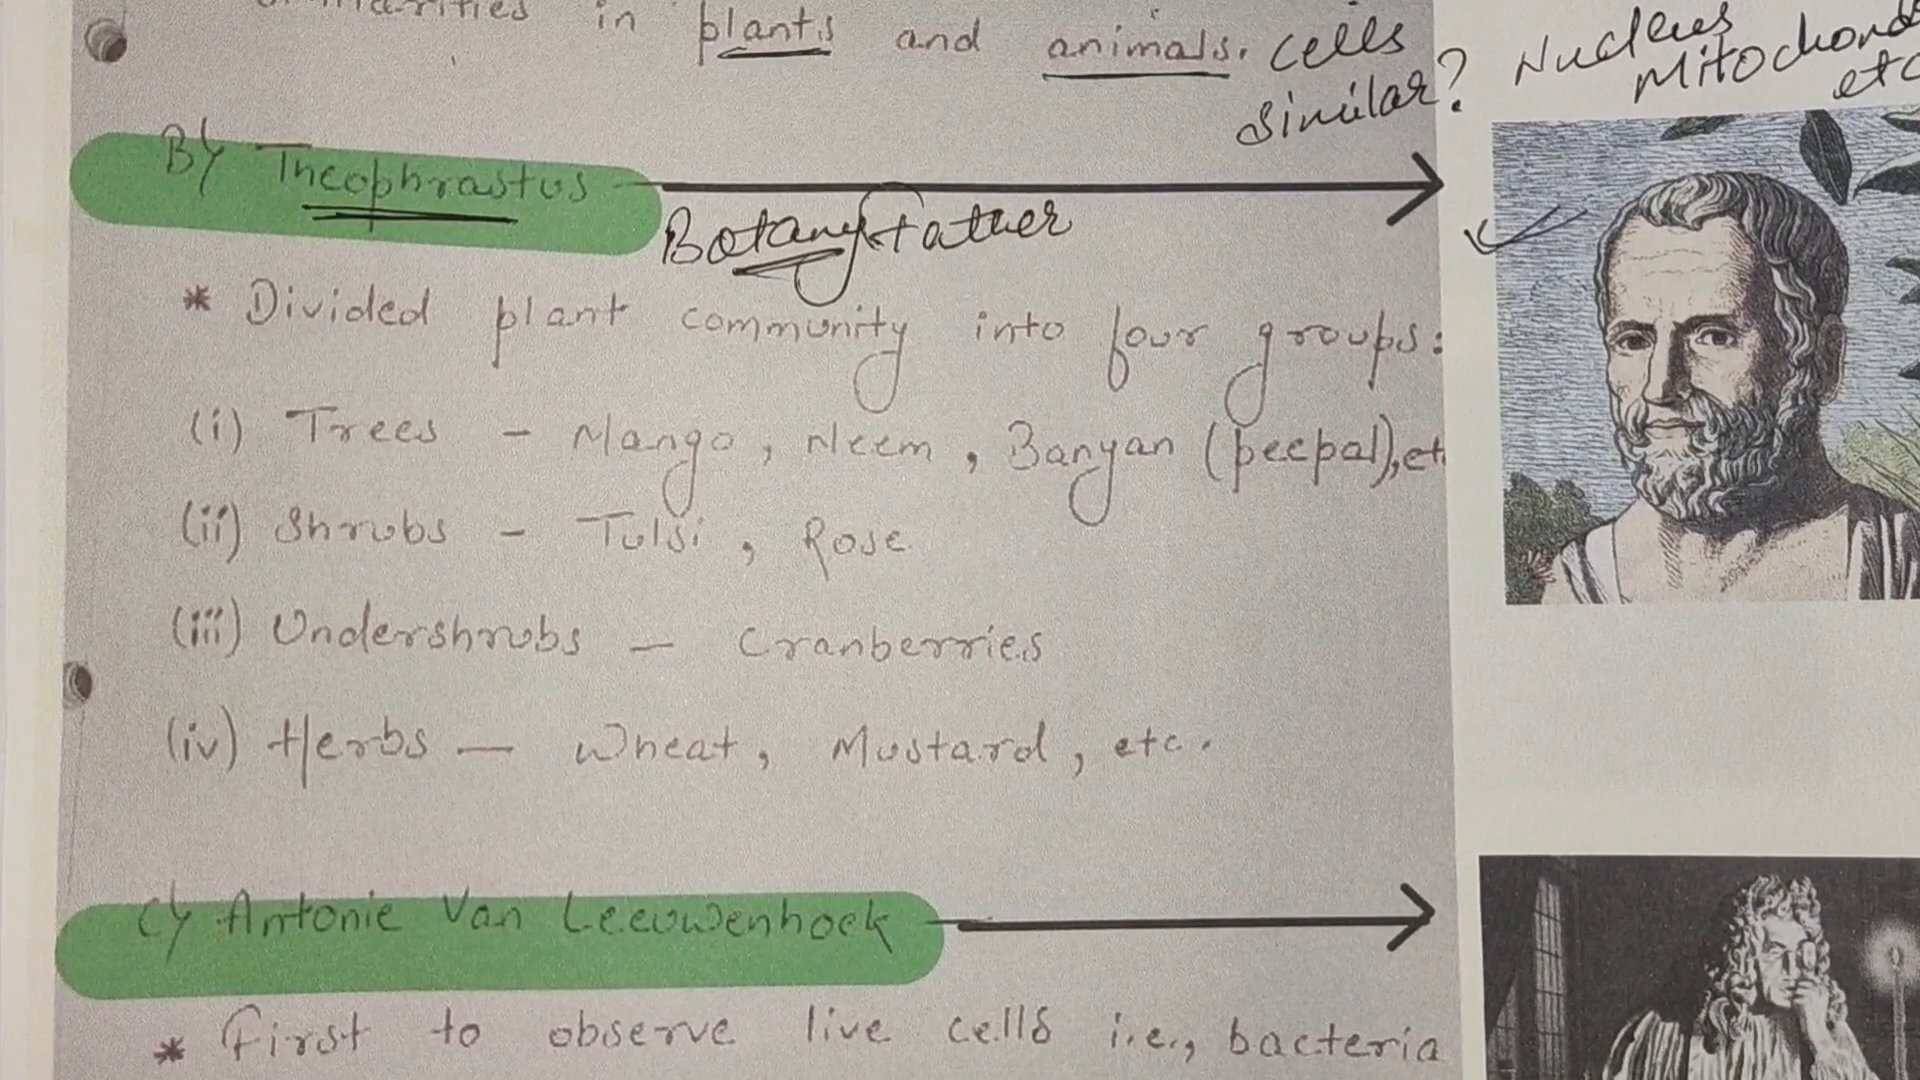 in plants and animals. cells
similar?
Nucleus
Mitochond
etc
B) Theophrastus
Botany Father
* Divided plant community into four groups:
(i) Trees - Mango, Neem, Banyan (peepal), etc
(ii) Shrubs - Tulsi, Rose
(iii) Undershrubs - Cranberries
(iv) Herbs - Wheat, Mustard, etc.
C) Antonie Van Leeuwenhoek
* First to observe live cells i.e., bacteria